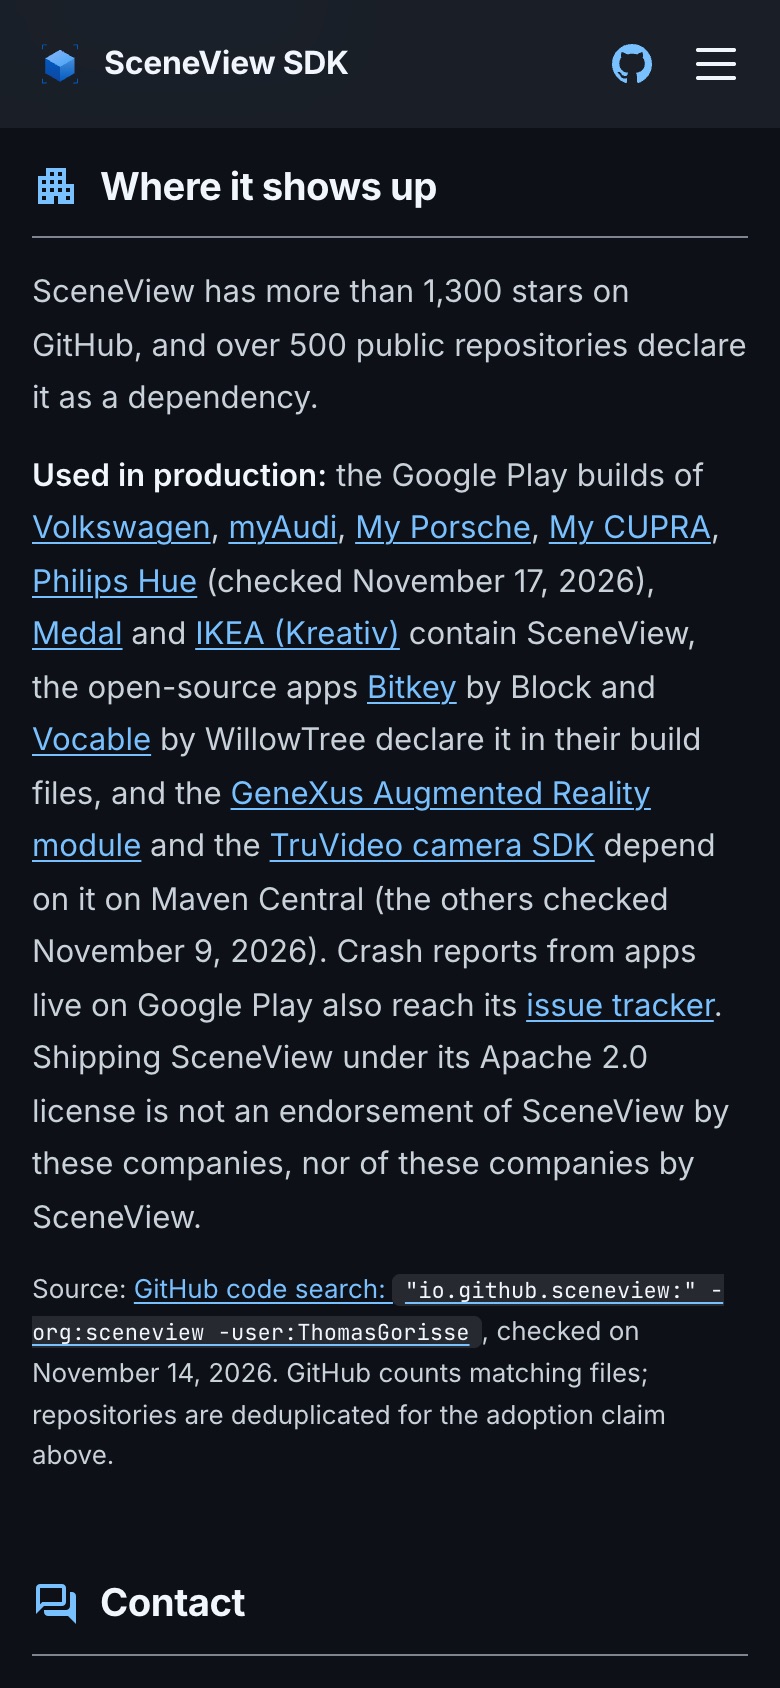 SceneView SDK
Where it shows up
SceneView has more than 1,300 stars on
GitHub, and over 500 public repositories declare
it as a dependency.
Used in production: the Google Play builds of
Volkswagen, myAudi, My Porsche, My CUPRA,
Philips Hue (checked November 17, 2026),
Medal and IKEA (Kreativ) contain SceneView,
the open-source apps Bitkey by Block and
Vocable by WillowTree declare it in their build
files, and the GeneXus Augmented Reality
module and the TruVideo camera SDK depend
on it on Maven Central (the others checked
November 9, 2026). Crash reports from apps
live on Google Play also reach its issue tracker.
Shipping SceneView under its Apache 2.0
license is not an endorsement of SceneView by
these companies, nor of these companies by
SceneView.
Source: GitHub code search: "io.github.sceneview:" -
org:sceneview -user:ThomasGorisse, checked on
November 14, 2026. GitHub counts matching files;
repositories are deduplicated for the adoption claim
above.
Contact